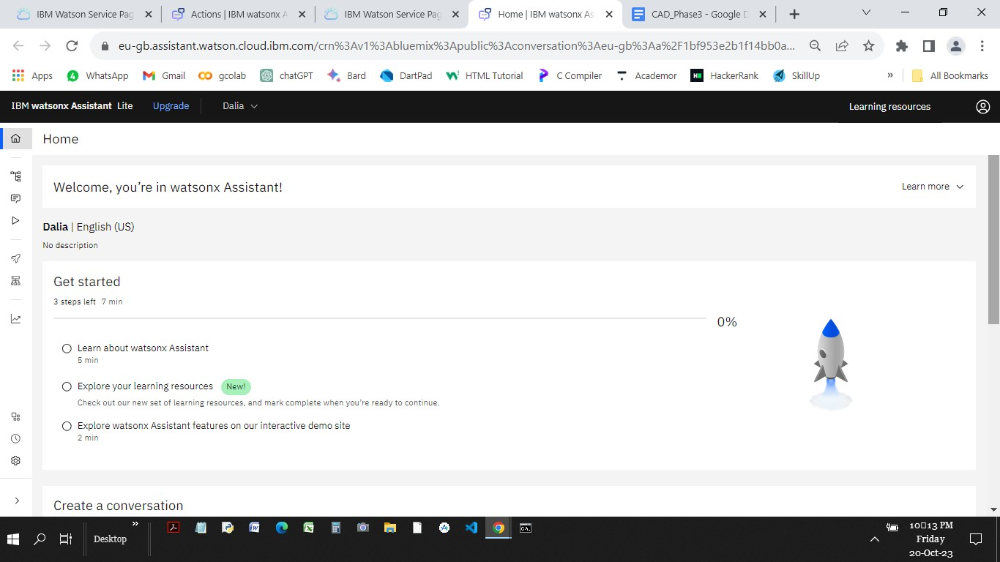 IBM Watson Service Pag
Actions | IBM watsonx A
IBM Watson Service Pag
Home | IBM watsonx As
CAD_Phase3 - Google D
eu-gb.assistant.watson.cloud.ibm.com/crn%3Av1%3Abluemix%3Apublic%3Aconversation%3Aeu-gb%3Aa%2F1bf953e2b1f14bb0a...
Apps
WhatsApp
Gmail
gcolab
chatGPT
Bard
DartPad
HTML Tutorial
C Compiler
Academor
HackerRank
SkillUp
»
All Bookmarks
IBM watsonx Assistant Lite
Upgrade
Dalia
Learning resources
Home
Welcome, you’re in watsonx Assistant!
Learn more
Dalia | English (US)
No description
Get started
3 steps left 7 min
0%
Learn about watsonx Assistant
5 min
Explore your learning resources New!
Check out our new set of learning resources, and mark complete when you’re ready to continue.
Explore watsonx Assistant features on our interactive demo site
2 min
Create a conversation
Desktop
»
10▯13 PM
Friday
20-Oct-23